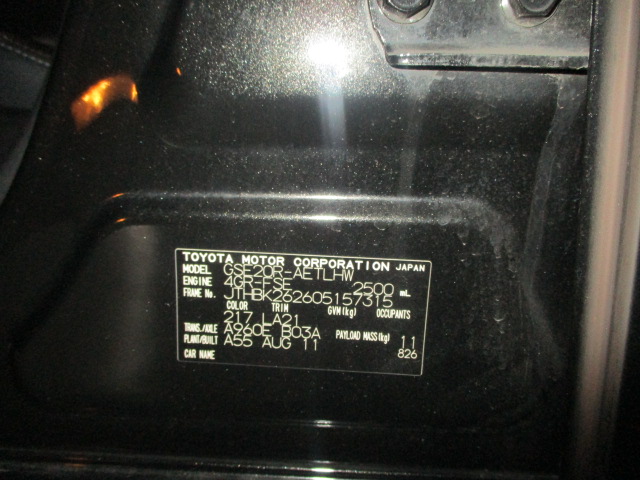 TOYOTA MOTOR CORPORATION JAPAN
MODEL GSE20R-AETLHW
ENGINE 4GR-FSE 2500 mL
FRAME No. JTHBK262605157315
COLOR TRIM GVM(kg) OCCUPANTS
217 LA21
TRANS./AXLE A960E B03A PAYLOAD MASS(kg) 11
PLANT/BUILT A55 AUG 11 826
CAR NAME